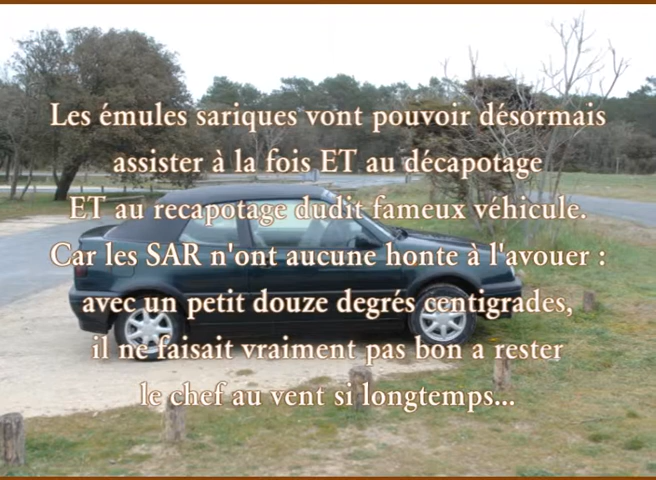 Les émules sariques vont pouvoir désormais
assister à la fois ET au décapotage
ET au recapotage dudit fameux véhicule.
Car les SAR n'ont aucune honte à l'avouer :
avec un petit douze degrés centigrades,
il ne faisait vraiment pas bon a rester
le chef au vent si longtemps...